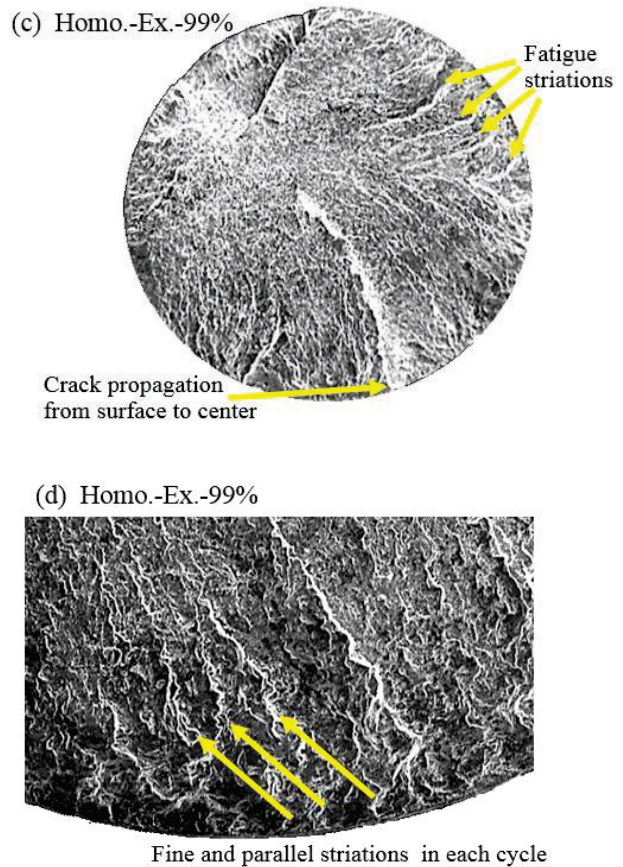 (c) Homo.-Ex.-99%
Fatigue
striations
Crack propagation
from surface to center
(d) Homo.-Ex.-99%
Fine and parallel striations in each cycle